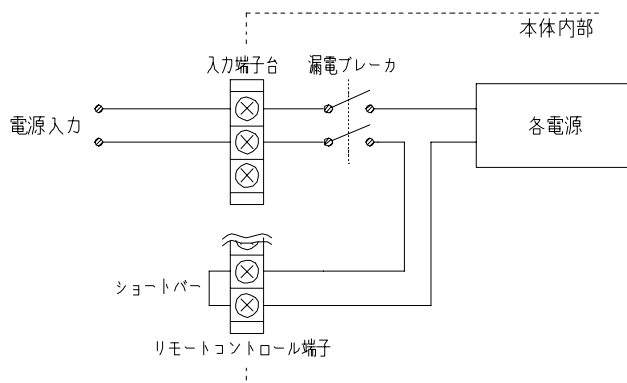 本体内部
入力端子台
漏電ブレーカ
電源入力
各電源
ショートバー
リモートコントロール端子